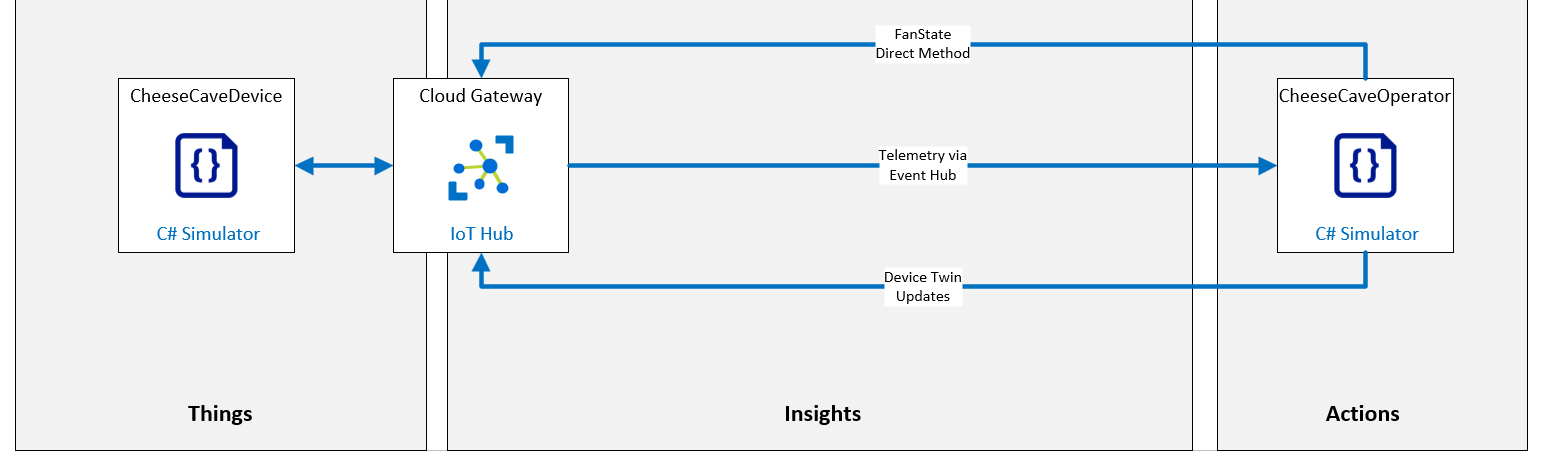 FanState
Direct Method
CheeseCaveDevice
Cloud Gateway
CheeseCaveOperator
{}
{}
Telemetry via
Event Hub
C# Simulator
IoT Hub
C# Simulator
Device Twin
Updates
Things
Insights
Actions